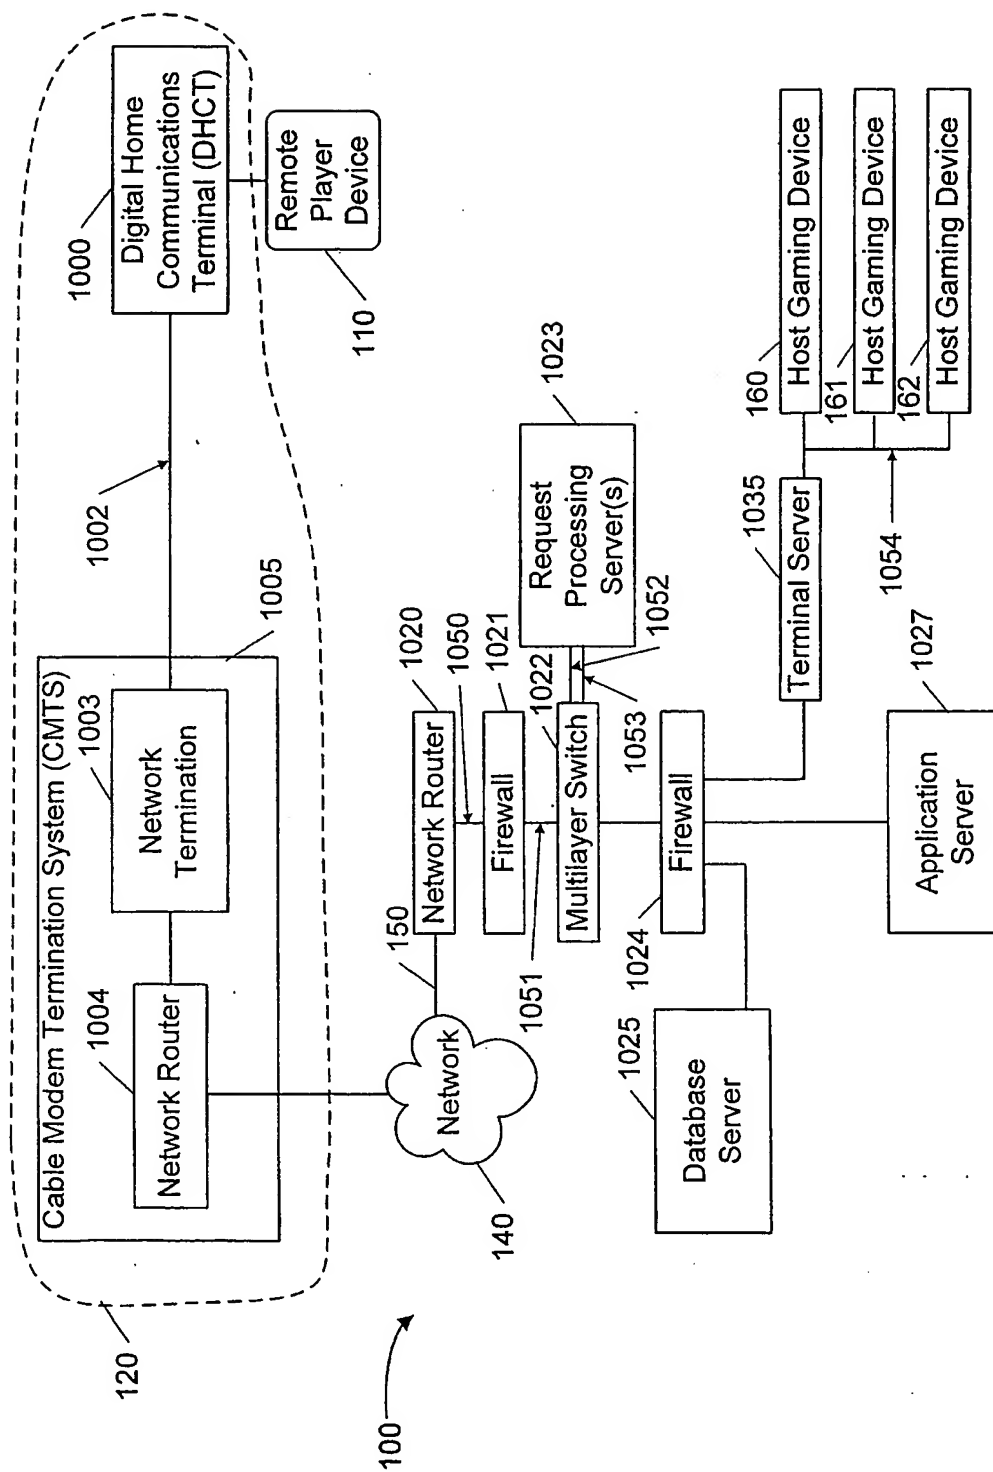 Cable Modem Termination System (CMTS)
1004
Network Router
1003
Network
Termination
1005
1002
1000
Digital Home
Communications
Terminal (DHCT)
Remote
Player
Device
110
120
100
140
Network
150
Network Router
1020
1050
Firewall
1021
1051
Multilayer Switch
1022
1053
1052
Request
Processing
Server(s)
1023
1024
Firewall
1025
Database
Server
Application
Server
1027
Terminal Server
1035
1054
160
Host Gaming Device
161
Host Gaming Device
162
Host Gaming Device